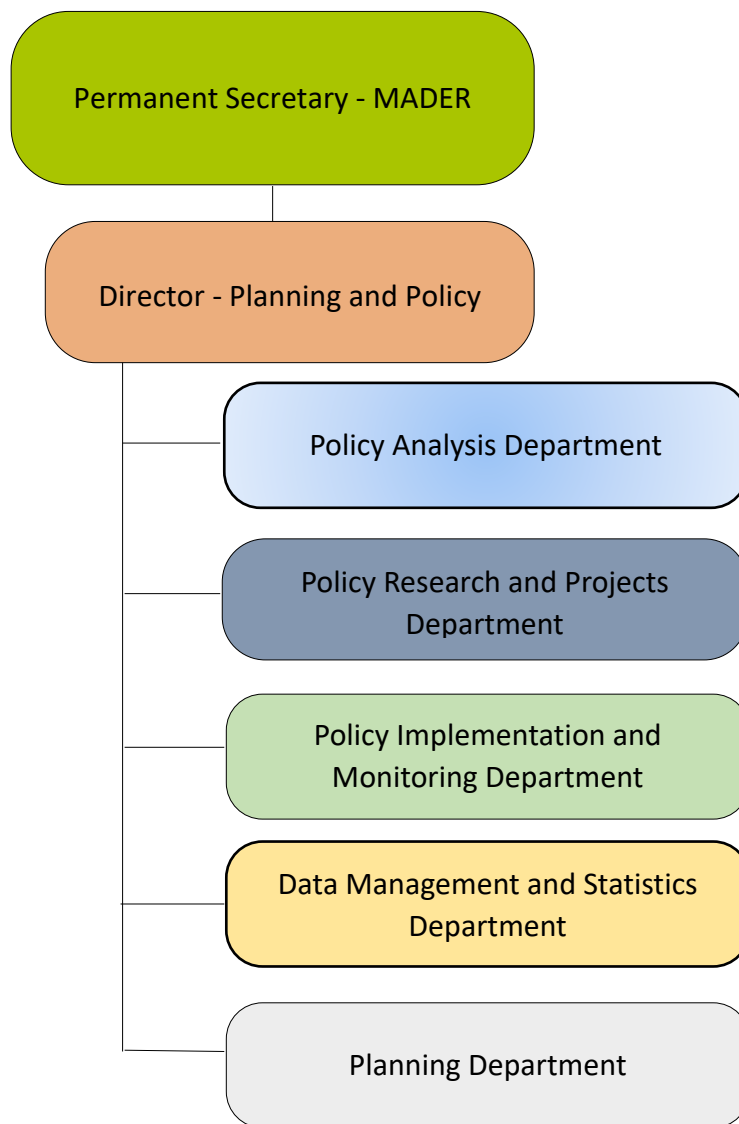 Permanent Secretary - MADER
Director - Planning and Policy
Policy Analysis Department
Policy Research and Projects
Department
Policy Implementation and
Monitoring Department
Data Management and Statistics
Department
Planning Department